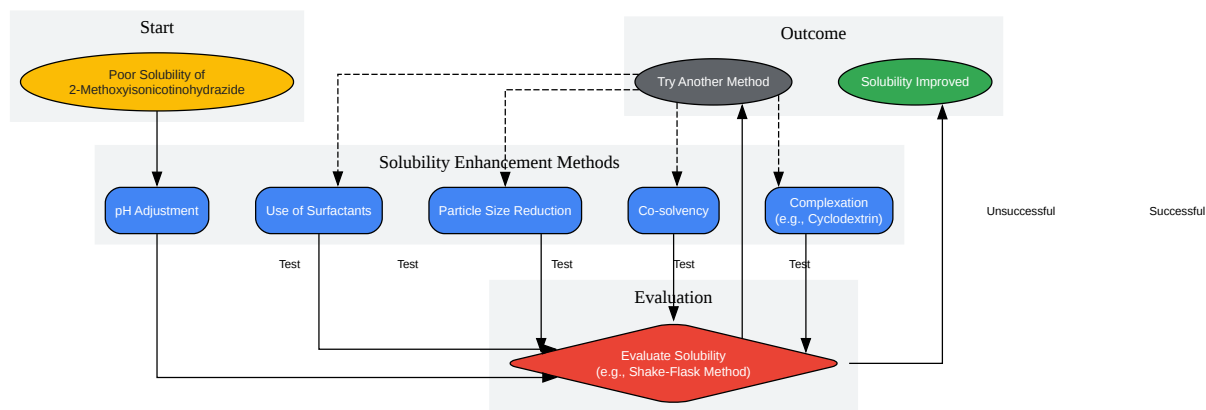 Start
Outcome
Poor Solubility of
2-Methoxyisonicotinohydrazide
Try Another Method
Solubility Improved
Solubility Enhancement Methods
pH Adjustment
Use of Surfactants
Particle Size Reduction
Co-solvency
Complexation
(e.g., Cyclodextrin)
Unsuccessful
Successful
Test
Test
Test
Test
Test
Evaluation
Evaluate Solubility
(e.g., Shake-Flask Method)